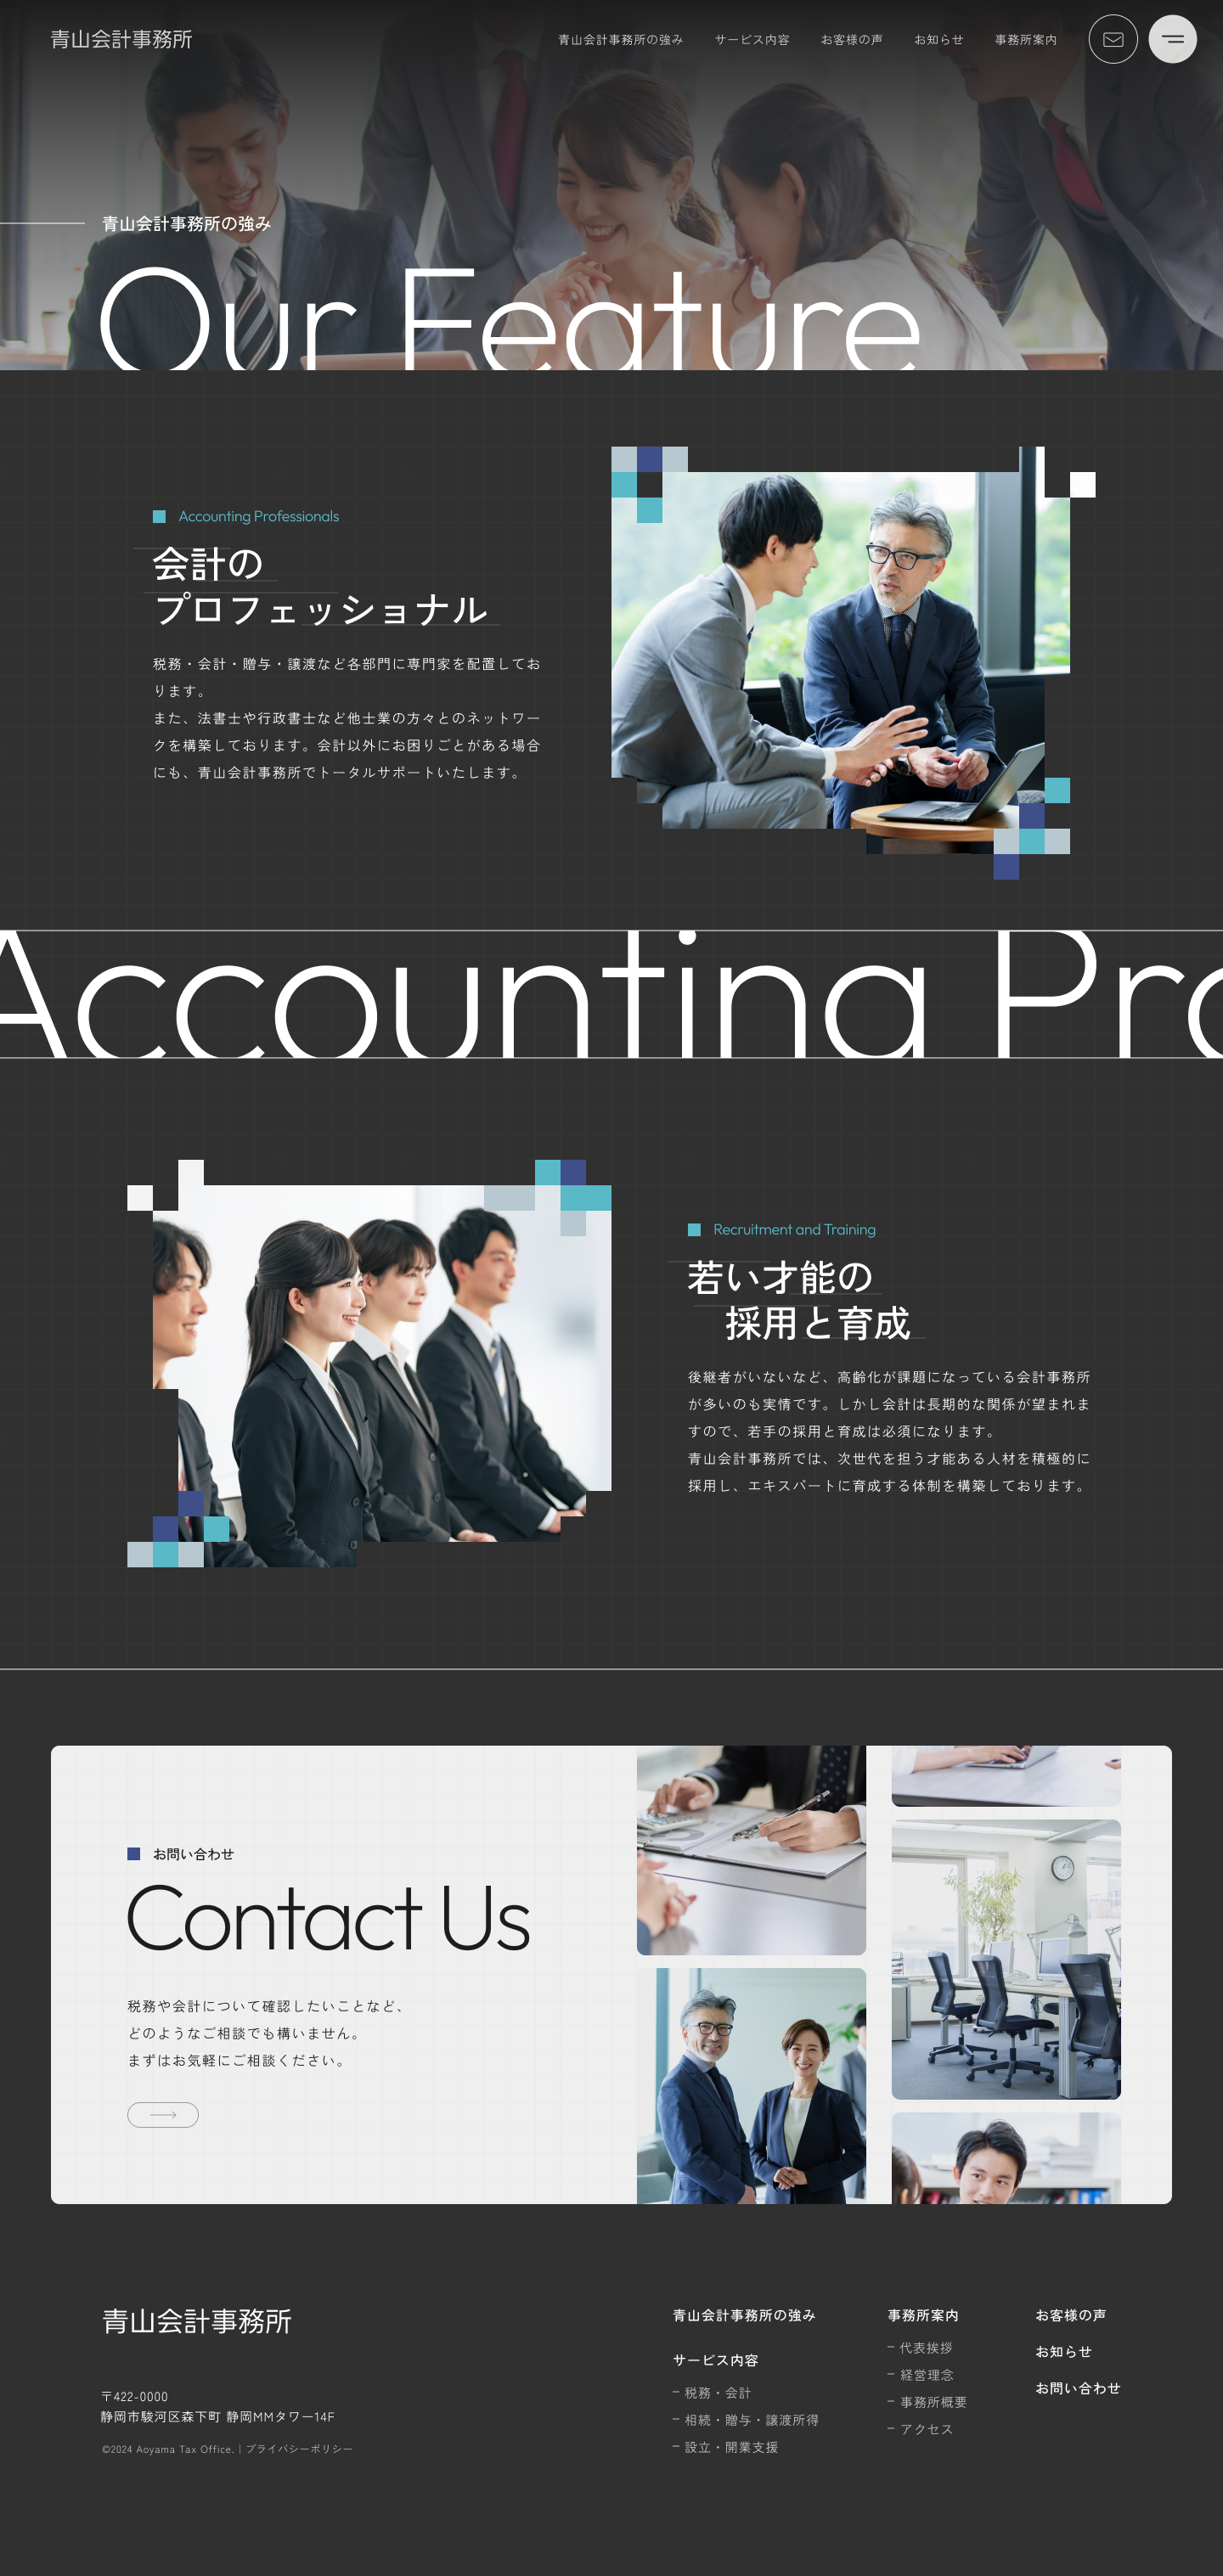 青山会計事務所
青山会計事務所の強み
サービス内容
お客様の声
お知らせ
事務所案内
青山会計事務所の強み
Our Feature
Accounting Professionals
会計の
プロフェッショナル
税務・会計・贈与・譲渡など各部門に専門家を配置してお
ります。
また、法書士や行政書士など他士業の方々とのネットワー
クを構築しております。会計以外にお困りごとがある場合
にも、青山会計事務所でトータルサポートいたします。
Accounting Pro
Recruitment and Training
若い才能の
採用と育成
後継者がいないなど、高齢化が課題になっている会計事務所
が多いのも実情です。しかし会計は長期的な関係が望まれま
すので、若手の採用と育成は必須になります。
青山会計事務所では、次世代を担う才能ある人材を積極的に
採用し、エキスパートに育成する体制を構築しております。
お問い合わせ
Contact Us
税務や会計について確認したいことなど、
どのようなご相談でも構いません。
まずはお気軽にご相談ください。
青山会計事務所
〒422-0000
静岡市駿河区森下町 静岡MMタワー14F
©2024 Aoyama Tax Office. | プライバシーポリシー
青山会計事務所の強み
サービス内容
– 税務・会計
– 相続・贈与・譲渡所得
– 設立・開業支援
事務所案内
– 代表挨拶
– 経営理念
– 事務所概要
– アクセス
お客様の声
お知らせ
お問い合わせ